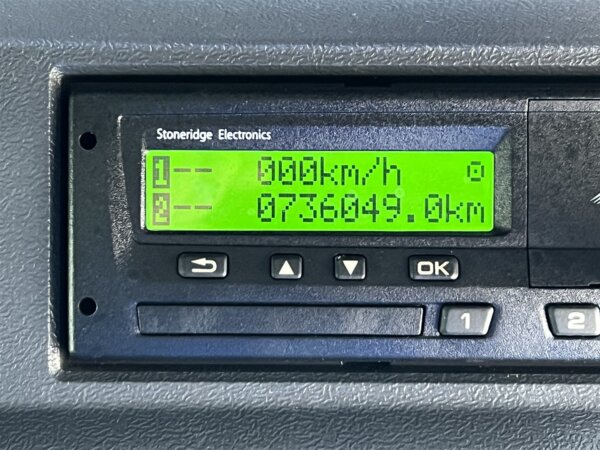 Stoneridge Electronics
1-- 000km/h
2-- 0736049.0km
OK
1 2